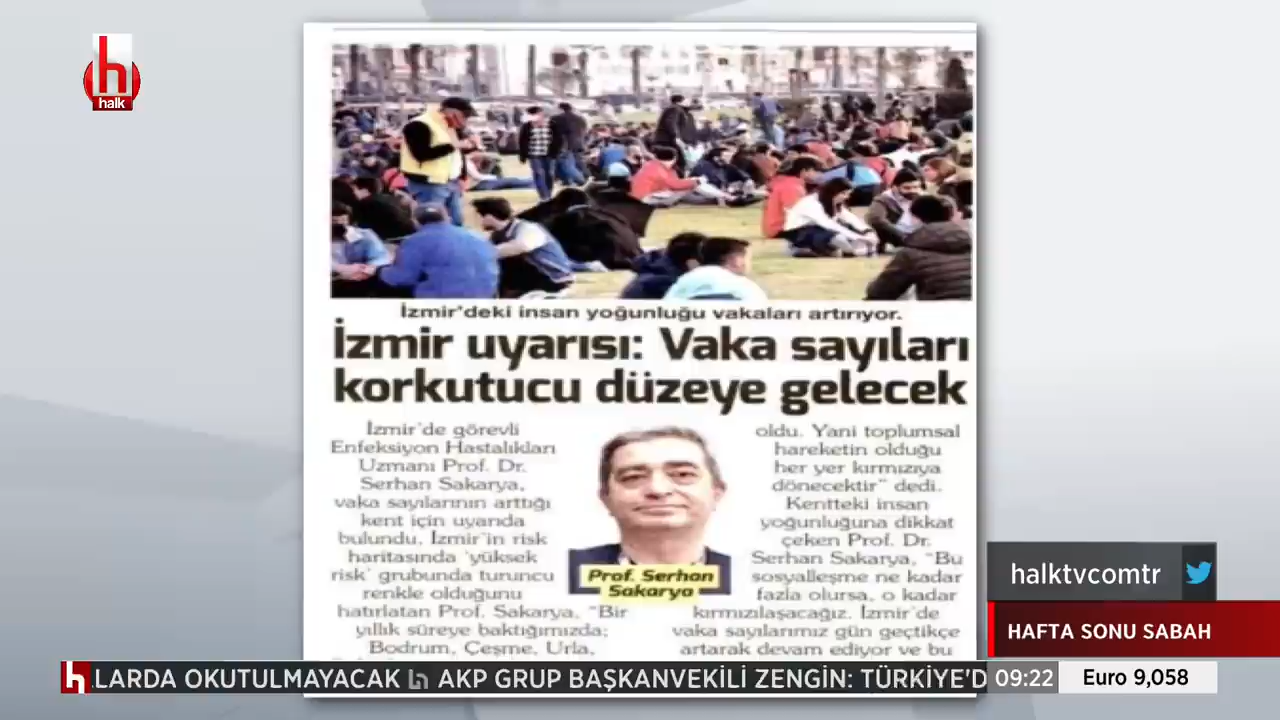 h
halk
İzmir'deki insan yoğunluğu vakaları artırıyor.
İzmir uyarısı: Vaka sayıları
korkutucu düzeye gelecek
İzmir'de görevli
Enfeksiyon Hastalıkları
Uzmanı Prof. Dr.
Serhan Sakarya,
vaka sayılarının arttığı
kent için uyarıda
bulundu. İzmir'in risk
haritasında 'yüksek
risk' grubunda turuncu
renkle olduğunu
hatırlatan Prof. Sakarya, "Bir
yıllık süreye baktığımızda;
Bodrum, Çeşme, Urla,
Prof. Serhan
Sakarya
oldu. Yani toplumsal
hareketin olduğu
her yer kırmızıya
dönecektir" dedi.
Kentteki insan
yoğunluğuna dikkat
çeken Prof. Dr.
Serhan Sakarya, "Bu
sosyalleşme ne kadar
fazla olursa, o kadar
kırmızılaşacağız. İzmir'de
vaka sayılarımız gün geçtikçe
artarak devam ediyor ve bu
halktvcomtr
HAFTA SONU SABAH
h LARDA OKUTULMAYACAK h AKP GRUP BAŞKANVEKİLİ ZENGİN: TÜRKİYE'D 09:22 Euro 9,058